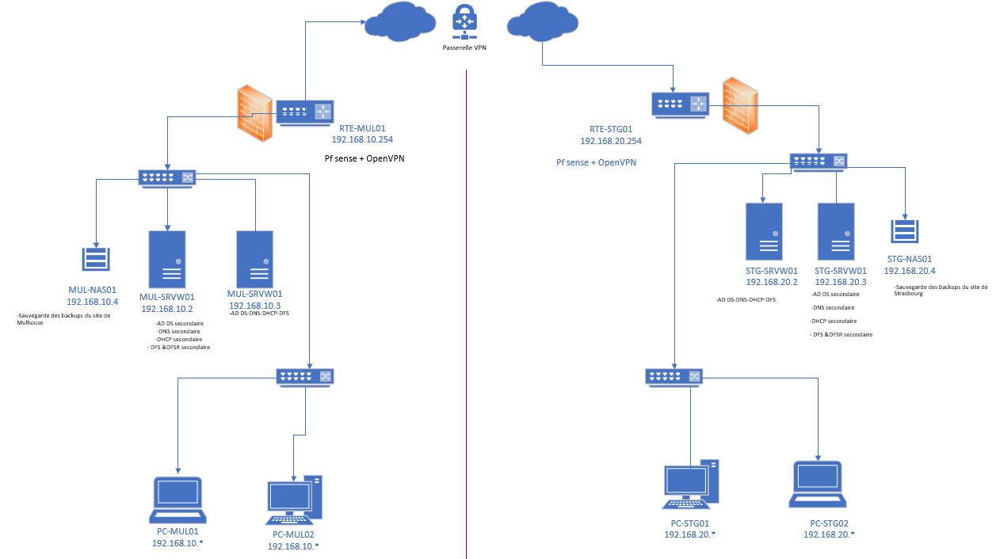 Passerelle VPN
RTE-MUL01
192.168.10.254
Pf sense + OpenVPN
MUL-NAS01
192.168.10.4
-Sauvegarde des backups du site de
Mulhouse
MUL-SRVW01
192.168.10.2
-AD DS secondaire
-DNS secondaire
-DHCP secondaire
- DFS &DFSR secondaire
MUL-SRVW01
192.168.10.3
-AD DS-DNS-DHCP-DFS
PC-MUL01
192.168.10.*
PC-MUL02
192.168.10.*
RTE-STG01
192.168.20.254
Pf sense + OpenVPN
STG-SRVW01
192.168.20.2
-AD DS-DNS-DHCP-DFS
STG-SRVW01
192.168.20.3
-AD DS secondaire
-DNS secondaire
-DHCP secondaire
- DFS &DFSR secondaire
STG-NAS01
192.168.20.4
-Sauvegarde des backups du site de
Strasbourg
PC-STG01
192.168.20.*
PC-STG02
192.168.20.*